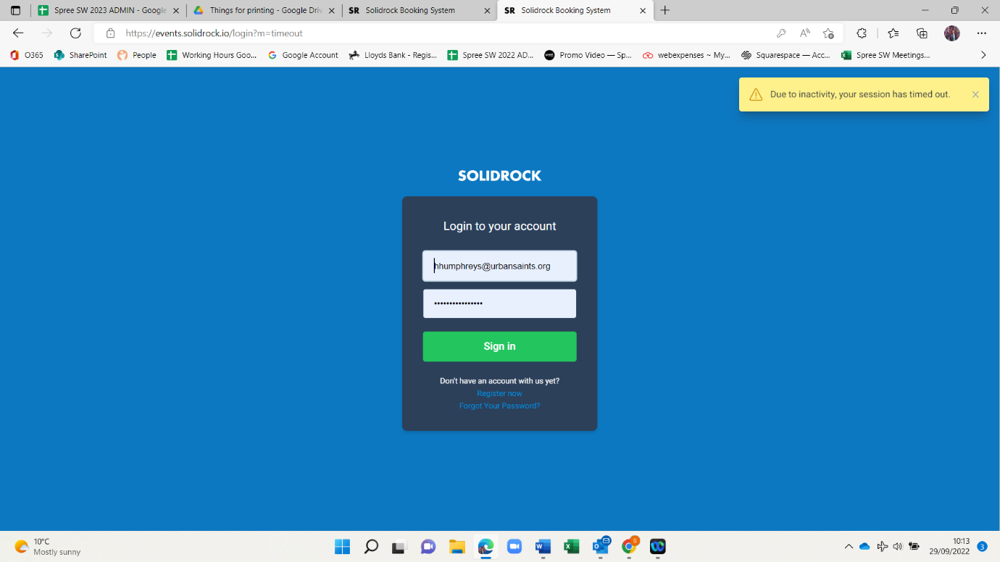 Spree SW 2023 ADMIN - Google
Things for printing - Google Driv
SR Solidrock Booking System
SR Solidrock Booking System
https://events.solidrock.io/login?m=timeout
O365
SharePoint
People
Working Hours Goo...
Google Account
Lloyds Bank - Regis...
Spree SW 2022 AD...
Promo Video — Sp...
webexpenses ~ My...
Squarespace — Acc...
Spree SW Meetings...
Due to inactivity, your session has timed out.
SOLIDROCK
Login to your account
hhumphreys@urbansaints.org
••••••••••••••••
Sign in
Don't have an account with us yet?
Register now
Forgot Your Password?
10°C
Mostly sunny
10:13
29/09/2022
3